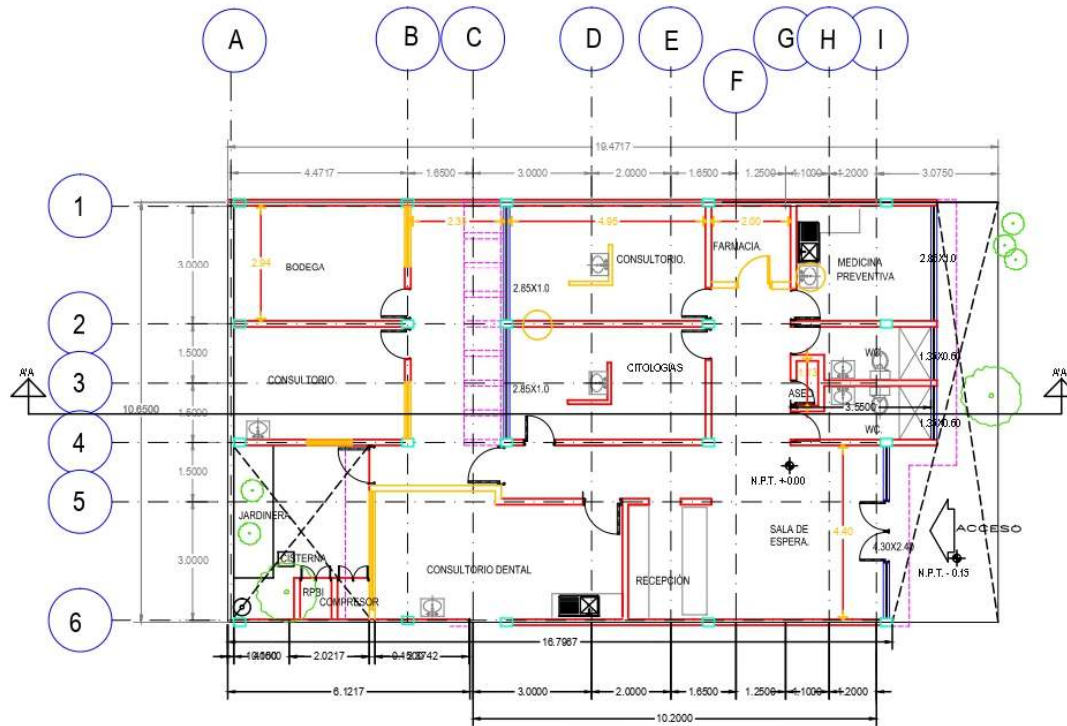 A
B
C
D
E
F
G
H
I
19.4717
4.4717
1.6500
3.0000
2.0000
1.6500
1.2500
1.1000
1.2000
3.0750
1
2
3
4
5
6
10.6500
3.0000
1.5000
1.5000
1.5000
3.0000
2.94
4.95
2.00
BODEGA
CONSULTORIO.
FARMACIA.
MEDICINA
PREVENTIVA
2.85X1.0
2.85X1.0
2.85X1.0
CONSULTORIO
CITOLOGIAS
WC.
ASEO
3.5500
WC.
1.35X0.60
1.35X0.60
A'A
A'A
N.P.T. +0.00
JARDINERA
CISTERNA
RPBI
COMPRESOR
CONSULTORIO DENTAL
RECEPCIÓN
SALA DE
ESPERA.
4.40
4.30X2.40
ACCESO
N.P.T. - 0.15
16.7967
2.0217
6.1217
3.0000
2.0000
1.6500
1.2500
1.1000
1.2000
10.2000